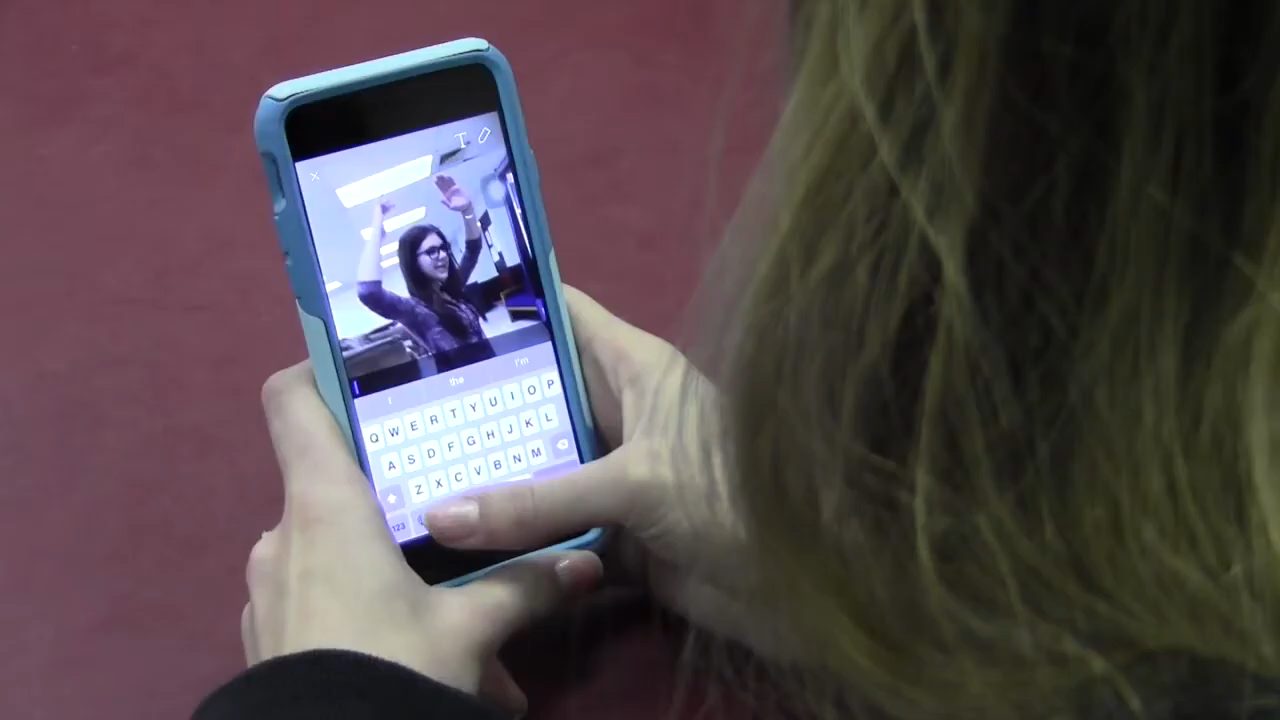 T
I the I'm
Q W E R T Y U I O P
A S D F G H J K L
Z X C V B N M
123